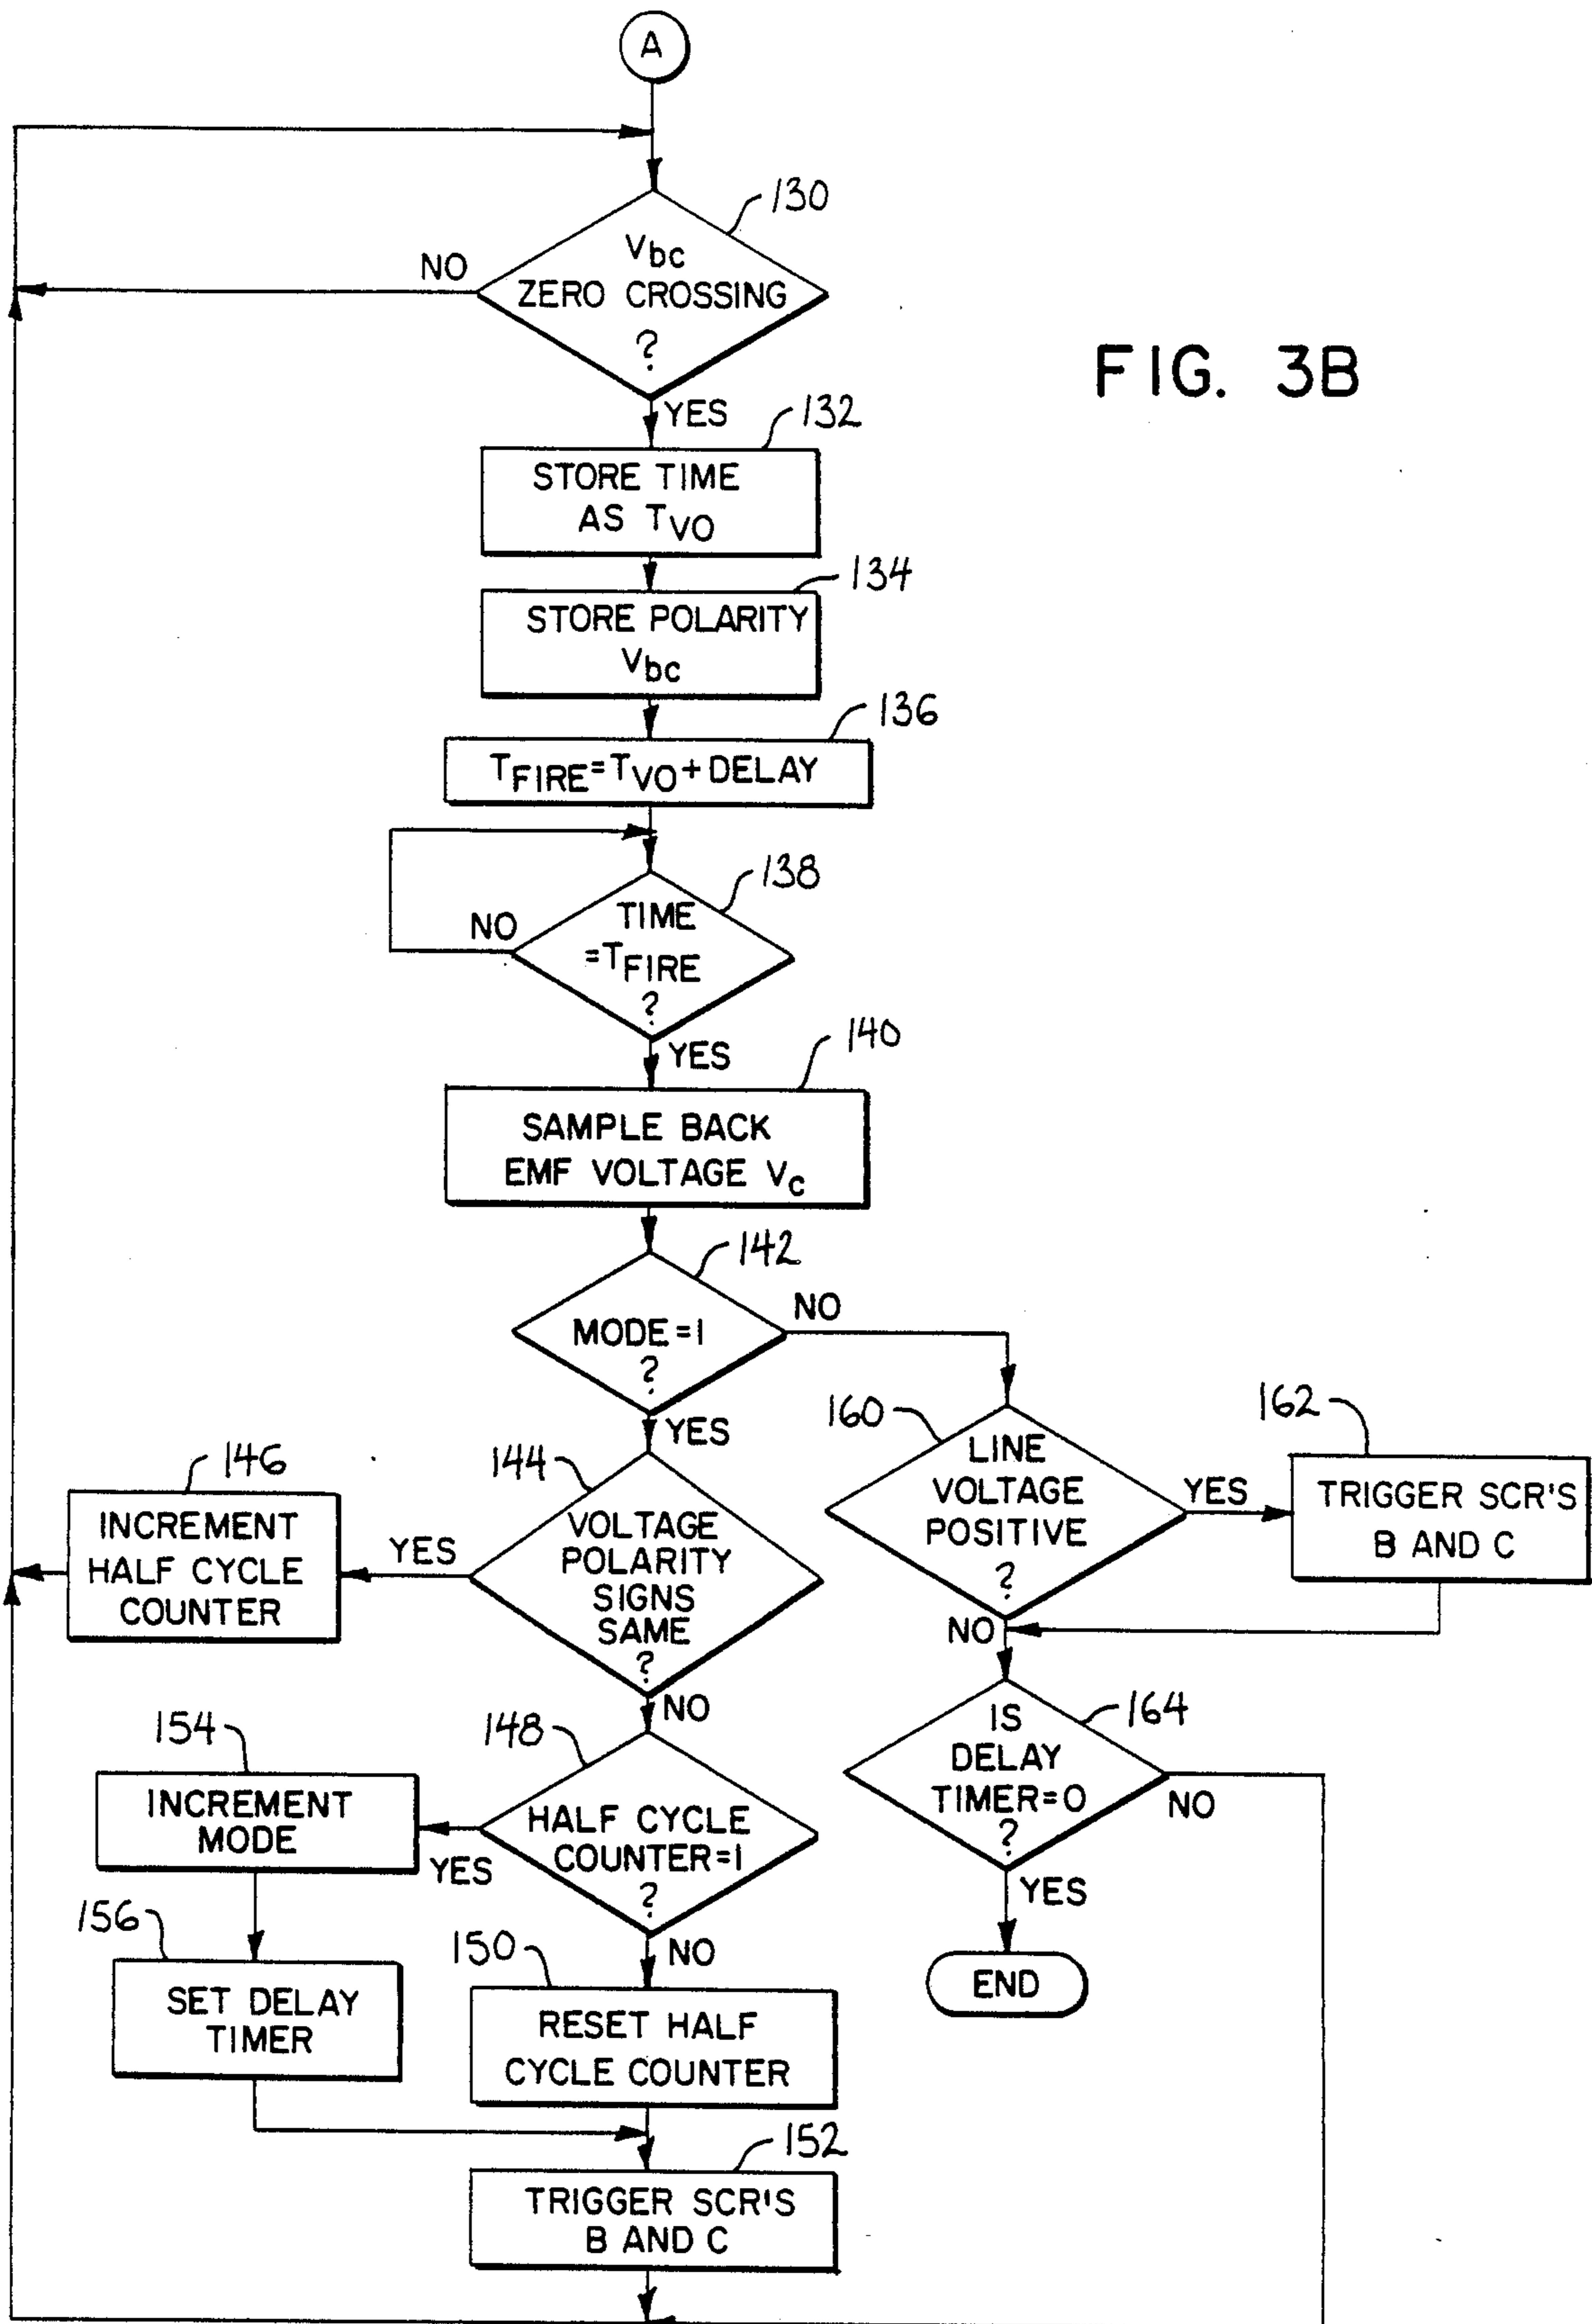 A
130
Vbc
ZERO CROSSING
?
NO
YES
FIG. 3B
132
STORE TIME
AS TVO
134
STORE POLARITY
Vbc
136
TFIRE=TVO+DELAY
138
TIME
=TFIRE
?
NO
YES
140
SAMPLE BACK
EMF VOLTAGE Vc
142
MODE=1
?
NO
YES
160
LINE
VOLTAGE
POSITIVE
?
YES
NO
162
TRIGGER SCR'S
B AND C
144
VOLTAGE
POLARITY
SIGNS
SAME
?
YES
NO
146
INCREMENT
HALF CYCLE
COUNTER
164
IS
DELAY
TIMER=0
?
NO
YES
END
148
HALF CYCLE
COUNTER=1
?
YES
NO
154
INCREMENT
MODE
156
SET DELAY
TIMER
150
RESET HALF
CYCLE COUNTER
152
TRIGGER SCR'S
B AND C